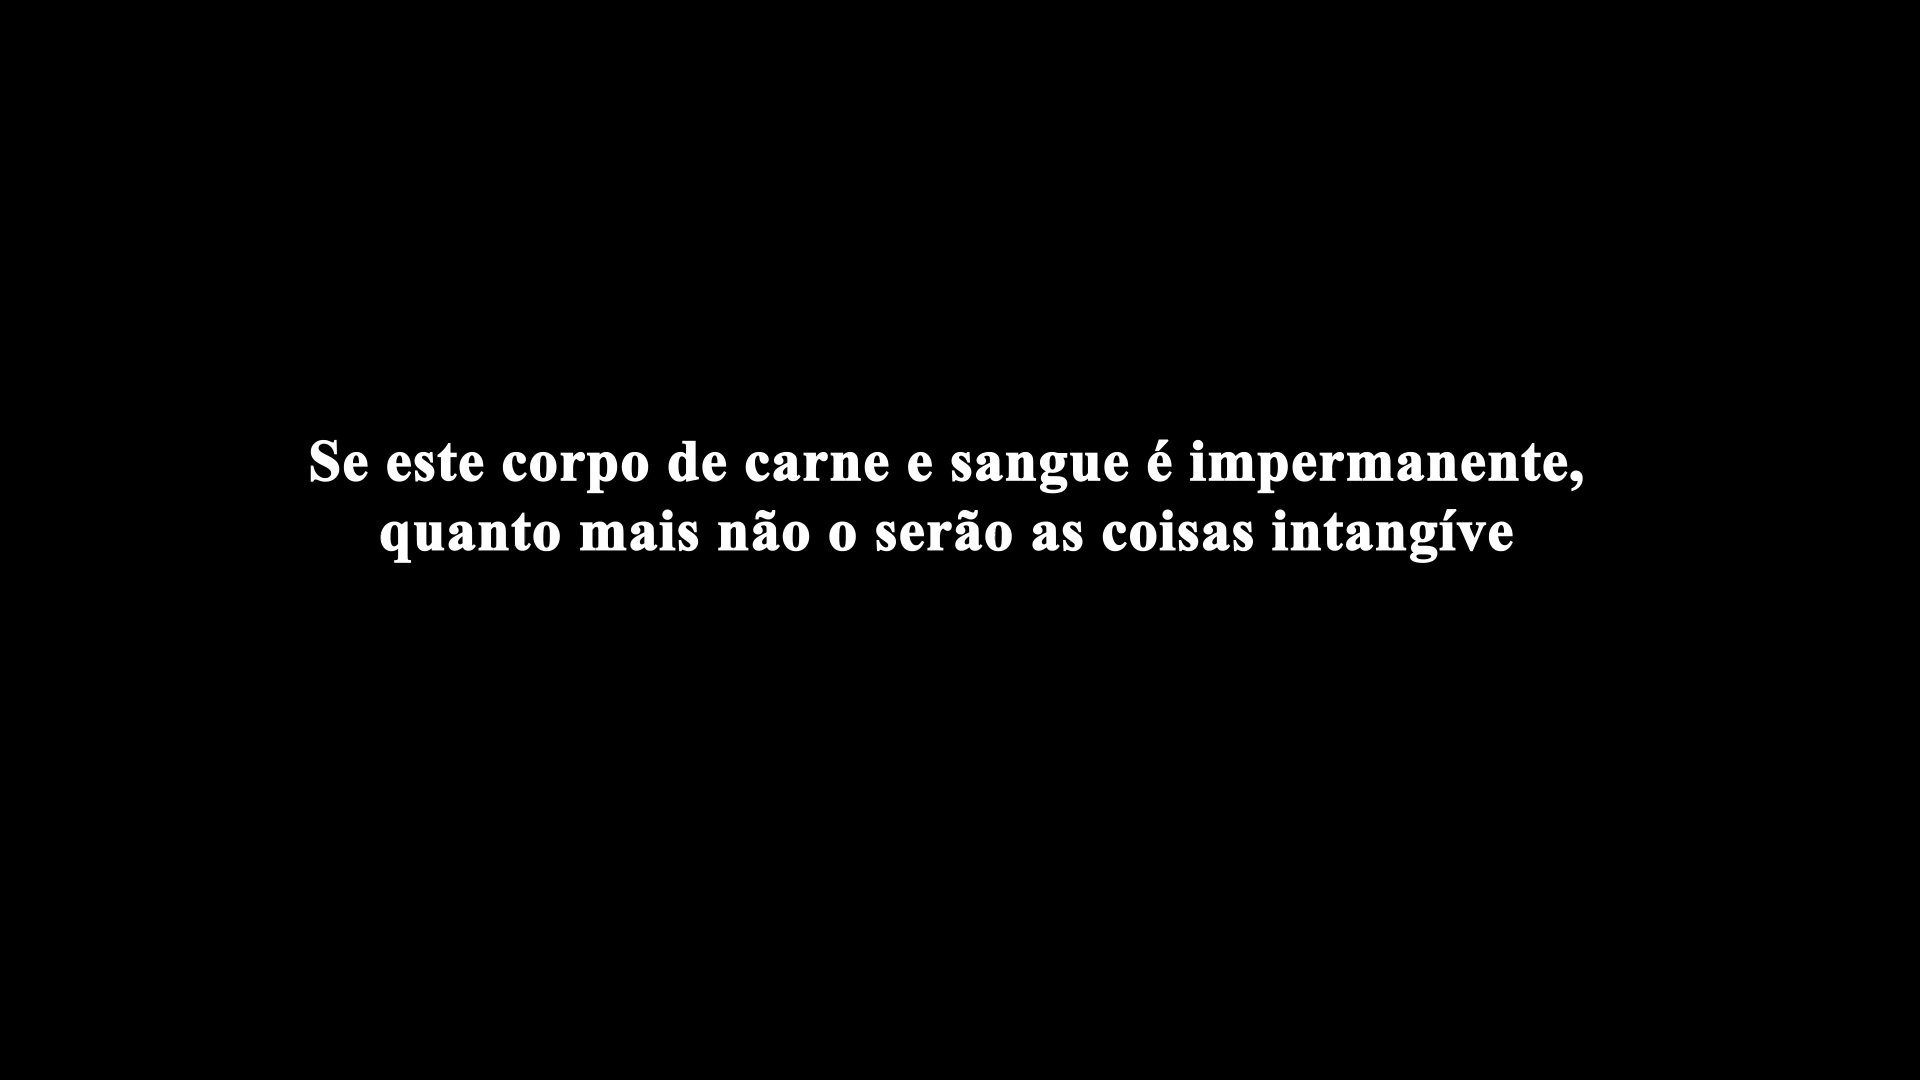 Se este corpo de carne e sangue é impermanente,
quanto mais não o serão as coisas intangíve